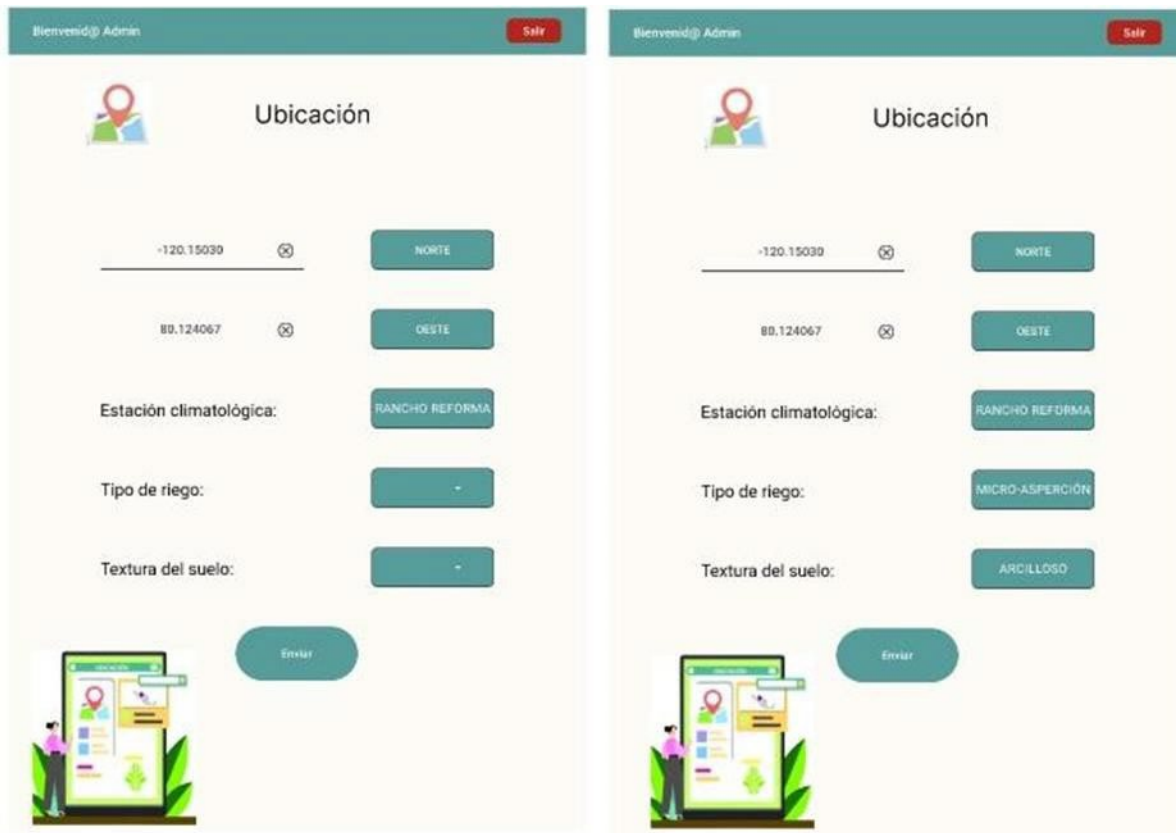 Bienvenid@ Admin
Salir
Ubicación
-120.15030
NORTE
80.124067
OESTE
Estación climatológica:
RANCHO REFORMA
Tipo de riego:
-
Textura del suelo:
-
Enviar
UBICACIÓN
Bienvenid@ Admin
Salir
Ubicación
-120.15030
NORTE
80.124067
OESTE
Estación climatológica:
RANCHO REFORMA
Tipo de riego:
MICRO-ASPERCIÓN
Textura del suelo:
ARCILLOSO
Enviar
UBICACIÓN